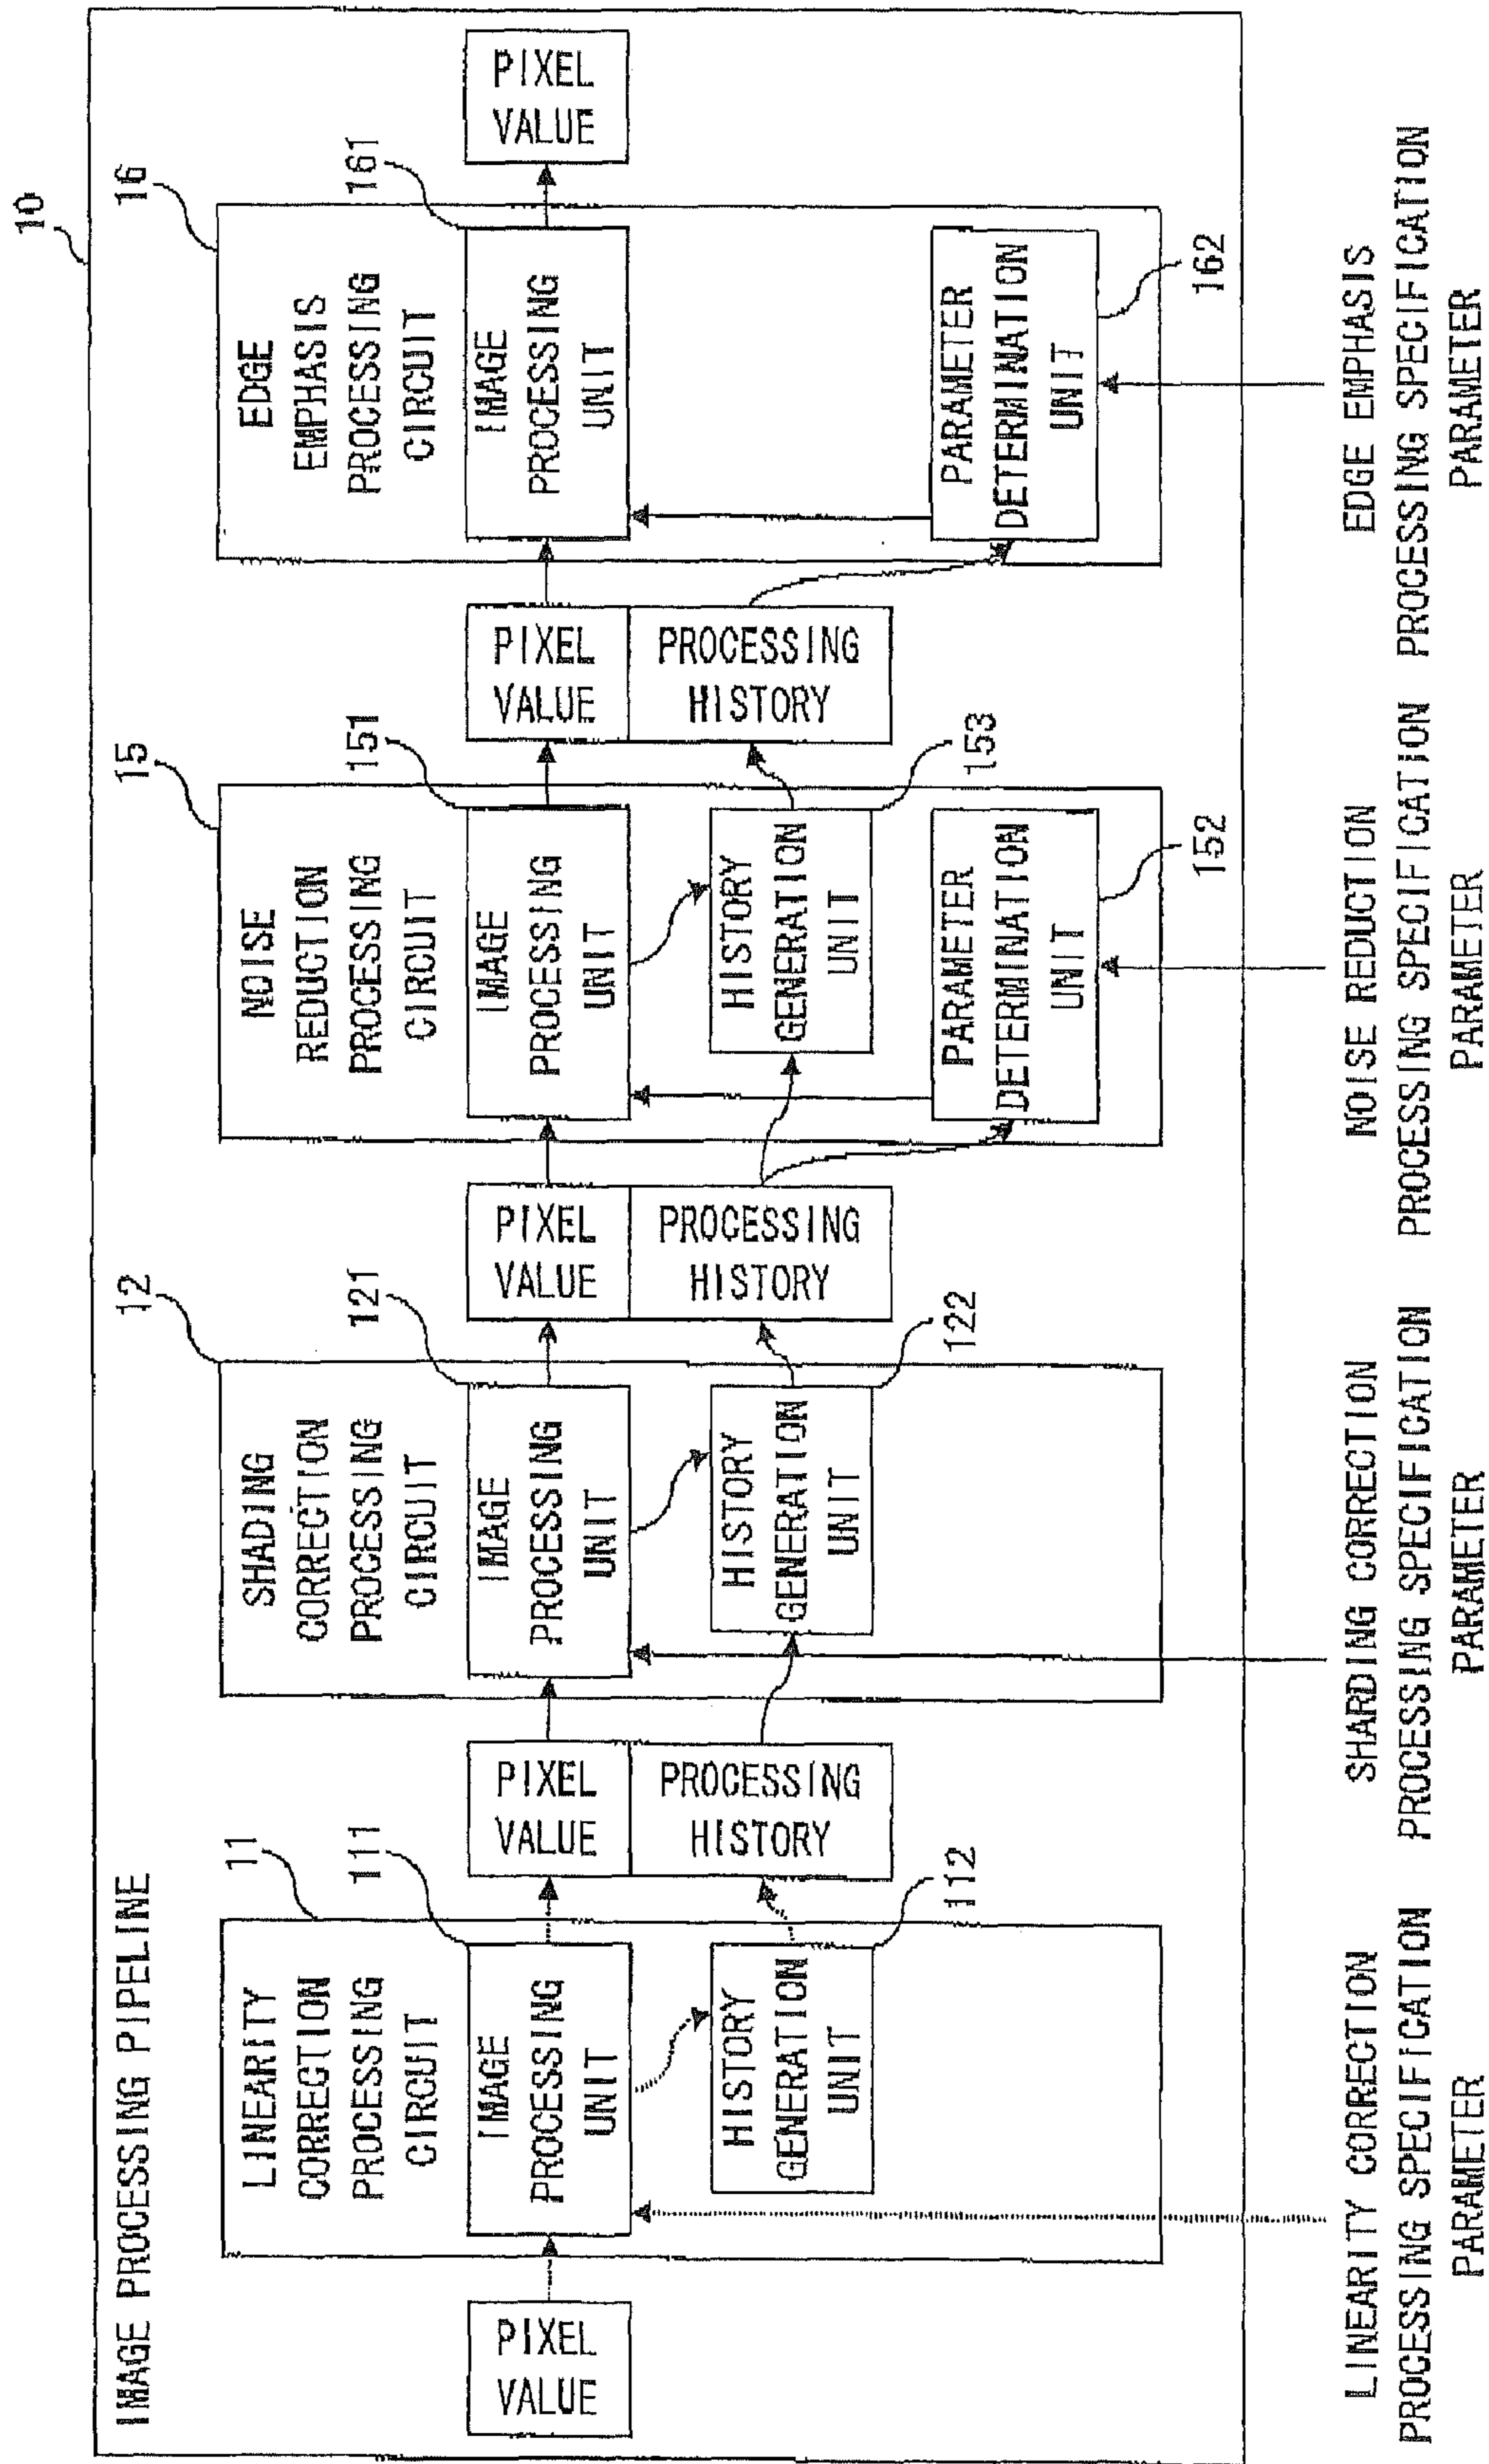 10
IMAGE PROCESSING PIPELINE
11
LINEARITY
CORRECTION
PROCESSING
CIRCUIT
12
SHADING
CORRECTION
PROCESSING
CIRCUIT
15
NOISE
REDUCTION
PROCESSING
CIRCUIT
16
EDGE
EMPHASIS
PROCESSING
CIRCUIT
PIXEL
VALUE
111
IMAGE
PROCESSING
UNIT
PIXEL
VALUE
121
IMAGE
PROCESSING
UNIT
PIXEL
VALUE
151
IMAGE
PROCESSING
UNIT
PIXEL
VALUE
161
IMAGE
PROCESSING
UNIT
PIXEL
VALUE
HISTORY
GENERATION
UNIT
112
PROCESSING
HISTORY
HISTORY
GENERATION
UNIT
122
PROCESSING
HISTORY
HISTORY
GENERATION
UNIT
153
PROCESSING
HISTORY
PARAMETER
DETERMINATION
UNIT
152
PARAMETER
DETERMINATION
UNIT
162
LINEARITY CORRECTION
PROCESSING SPECIFICATION
PARAMETER
SHARDING CORRECTION
PROCESSING SPECIFICATION
PARAMETER
NOISE REDUCTION
PROCESSING SPECIFICATION
PARAMETER
EDGE EMPHASIS
PROCESSING SPECIFICATION
PARAMETER